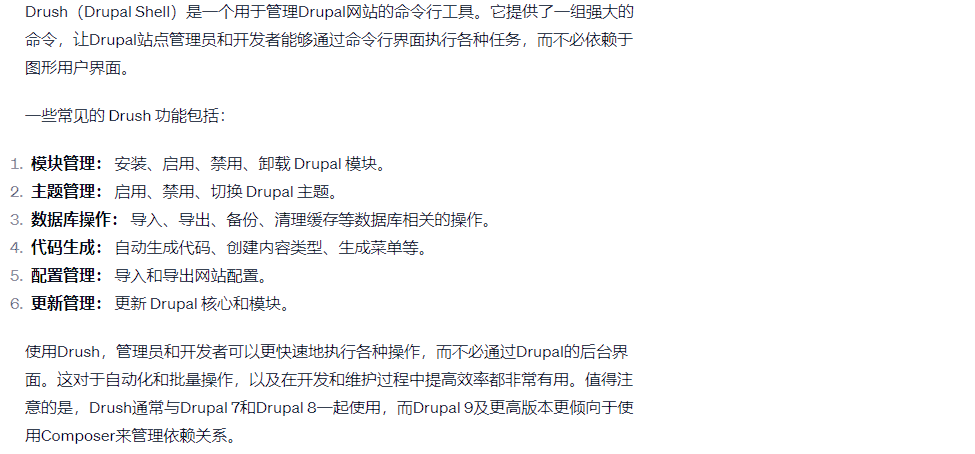 Drush（Drupal Shell）是一个用于管理Drupal网站的命令行工具。它提供了一组强大的
命令，让Drupal站点管理员和开发者能够通过命令行界面执行各种任务，而不必依赖于
图形用户界面。
一些常见的 Drush 功能包括：
1. 模块管理： 安装、启用、禁用、卸载 Drupal 模块。
2. 主题管理： 启用、禁用、切换 Drupal 主题。
3. 数据库操作： 导入、导出、备份、清理缓存等数据库相关的操作。
4. 代码生成： 自动生成代码、创建内容类型、生成菜单等。
5. 配置管理： 导入和导出网站配置。
6. 更新管理： 更新 Drupal 核心和模块。
使用Drush，管理员和开发者可以更快速地执行各种操作，而不必通过Drupal的后台界
面。这对于自动化和批量操作，以及在开发和维护过程中提高效率都非常有用。值得注
意的是，Drush通常与Drupal 7和Drupal 8一起使用，而Drupal 9及更高版本更倾向于使
用Composer来管理依赖关系。